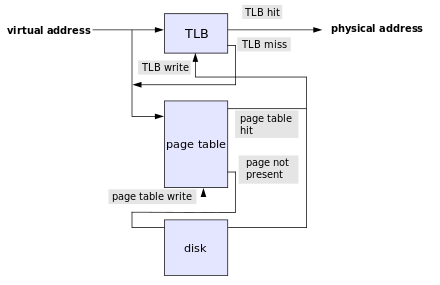 TLB hit
virtual address
TLB
physical address
TLB miss
TLB write
page table
hit
page table
page not
present
page table write
disk